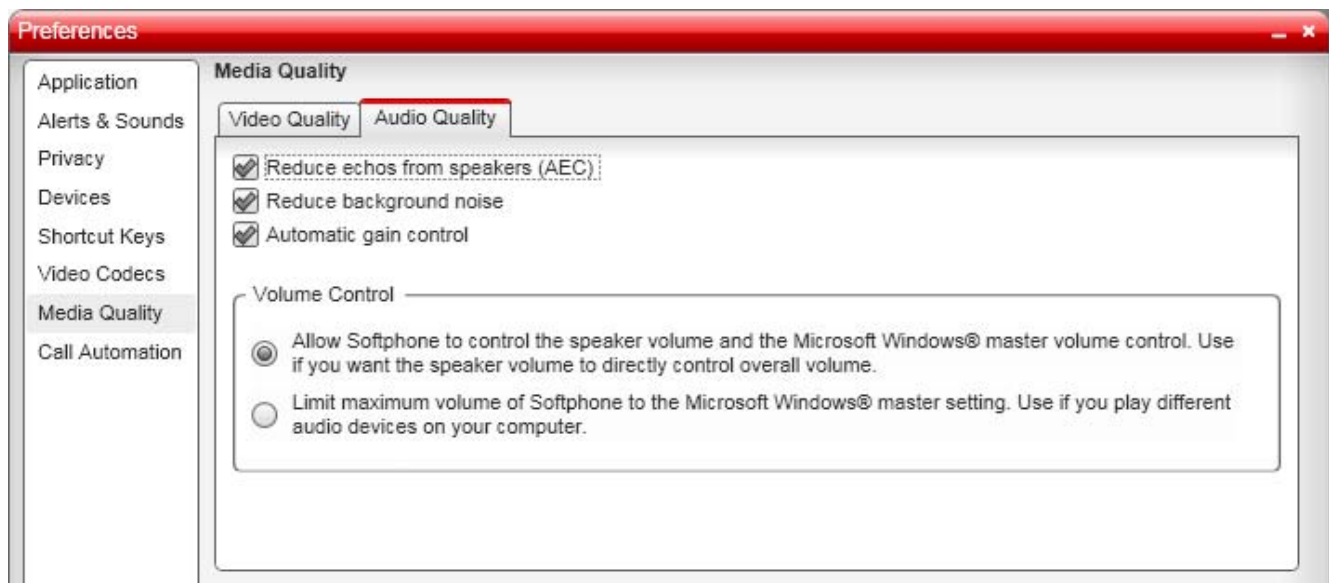 Preferences
Application
Alerts & Sounds
Privacy
Devices
Shortcut Keys
Video Codecs
Media Quality
Call Automation
Media Quality
Video Quality
Audio Quality
Reduce echos from speakers (AEC)
Reduce background noise
Automatic gain control
Volume Control
Allow Softphone to control the speaker volume and the Microsoft Windows® master volume control. Use
if you want the speaker volume to directly control overall volume.
Limit maximum volume of Softphone to the Microsoft Windows® master setting. Use if you play different
audio devices on your computer.